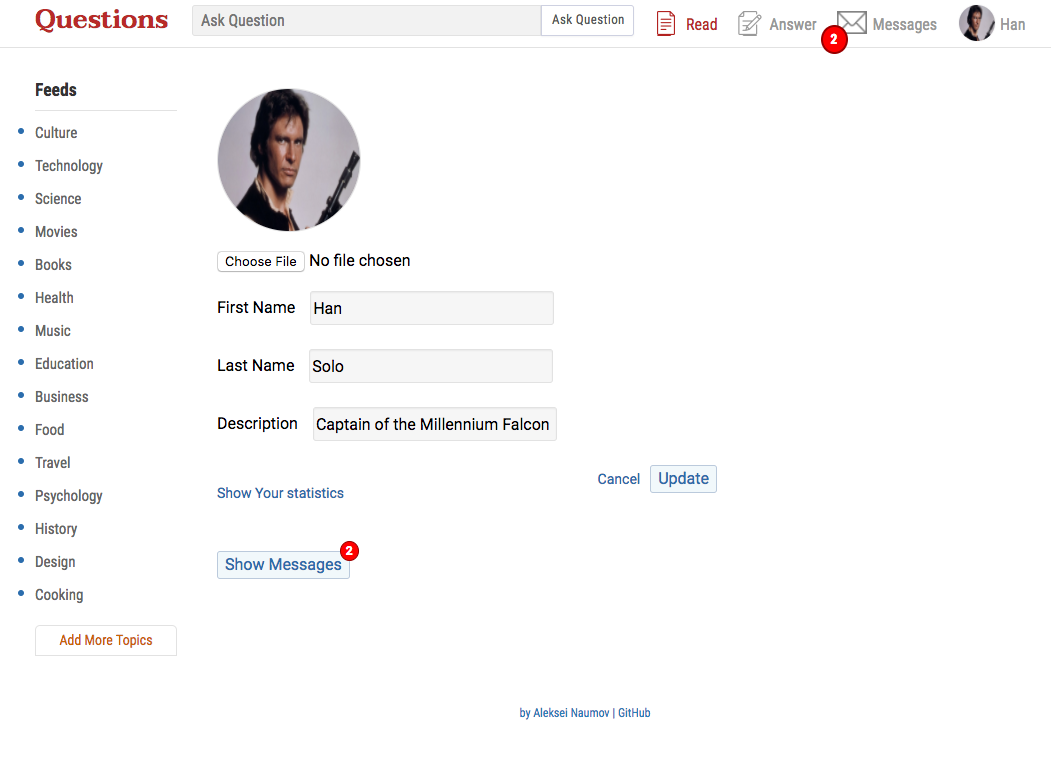 Questions
Ask Question
Ask Question
Read
Answer
2
Messages
Han
Feeds
Culture
Technology
Science
Movies
Books
Health
Music
Education
Business
Food
Travel
Psychology
History
Design
Cooking
Add More Topics
Choose File No file chosen
First Name Han
Last Name Solo
Description Captain of the Millennium Falcon
Cancel Update
Show Your statistics
Show Messages 2
by Aleksei Naumov | GitHub